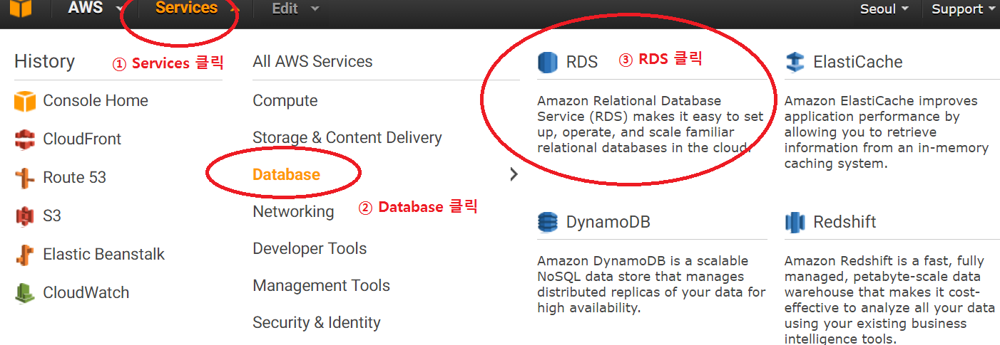 AWS
Services
Edit
Seoul
Support
History
① Services 클릭
Console Home
CloudFront
Route 53
S3
Elastic Beanstalk
CloudWatch
All AWS Services
Compute
Storage & Content Delivery
Database
② Database 클릭
Networking
Developer Tools
Management Tools
Security & Identity
RDS
③ RDS 클릭
Amazon Relational Database
Service (RDS) makes it easy to set
up, operate, and scale familiar
relational databases in the cloud.
ElastiCache
Amazon ElastiCache improves
application performance by
allowing you to retrieve
information from an in-memory
caching system.
DynamoDB
Amazon DynamoDB is a scalable
NoSQL data store that manages
distributed replicas of your data for
high availability.
Redshift
Amazon Redshift is a fast, fully
managed, petabyte-scale data
warehouse that makes it cost-
effective to analyze all your data
using your existing business
intelligence tools.